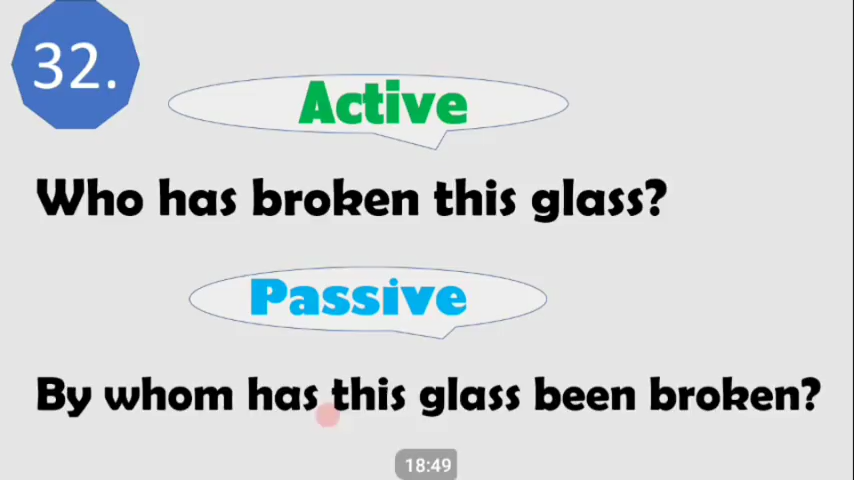 32.
Active
Who has broken this glass?
Passive
By whom has this glass been broken?
18:49